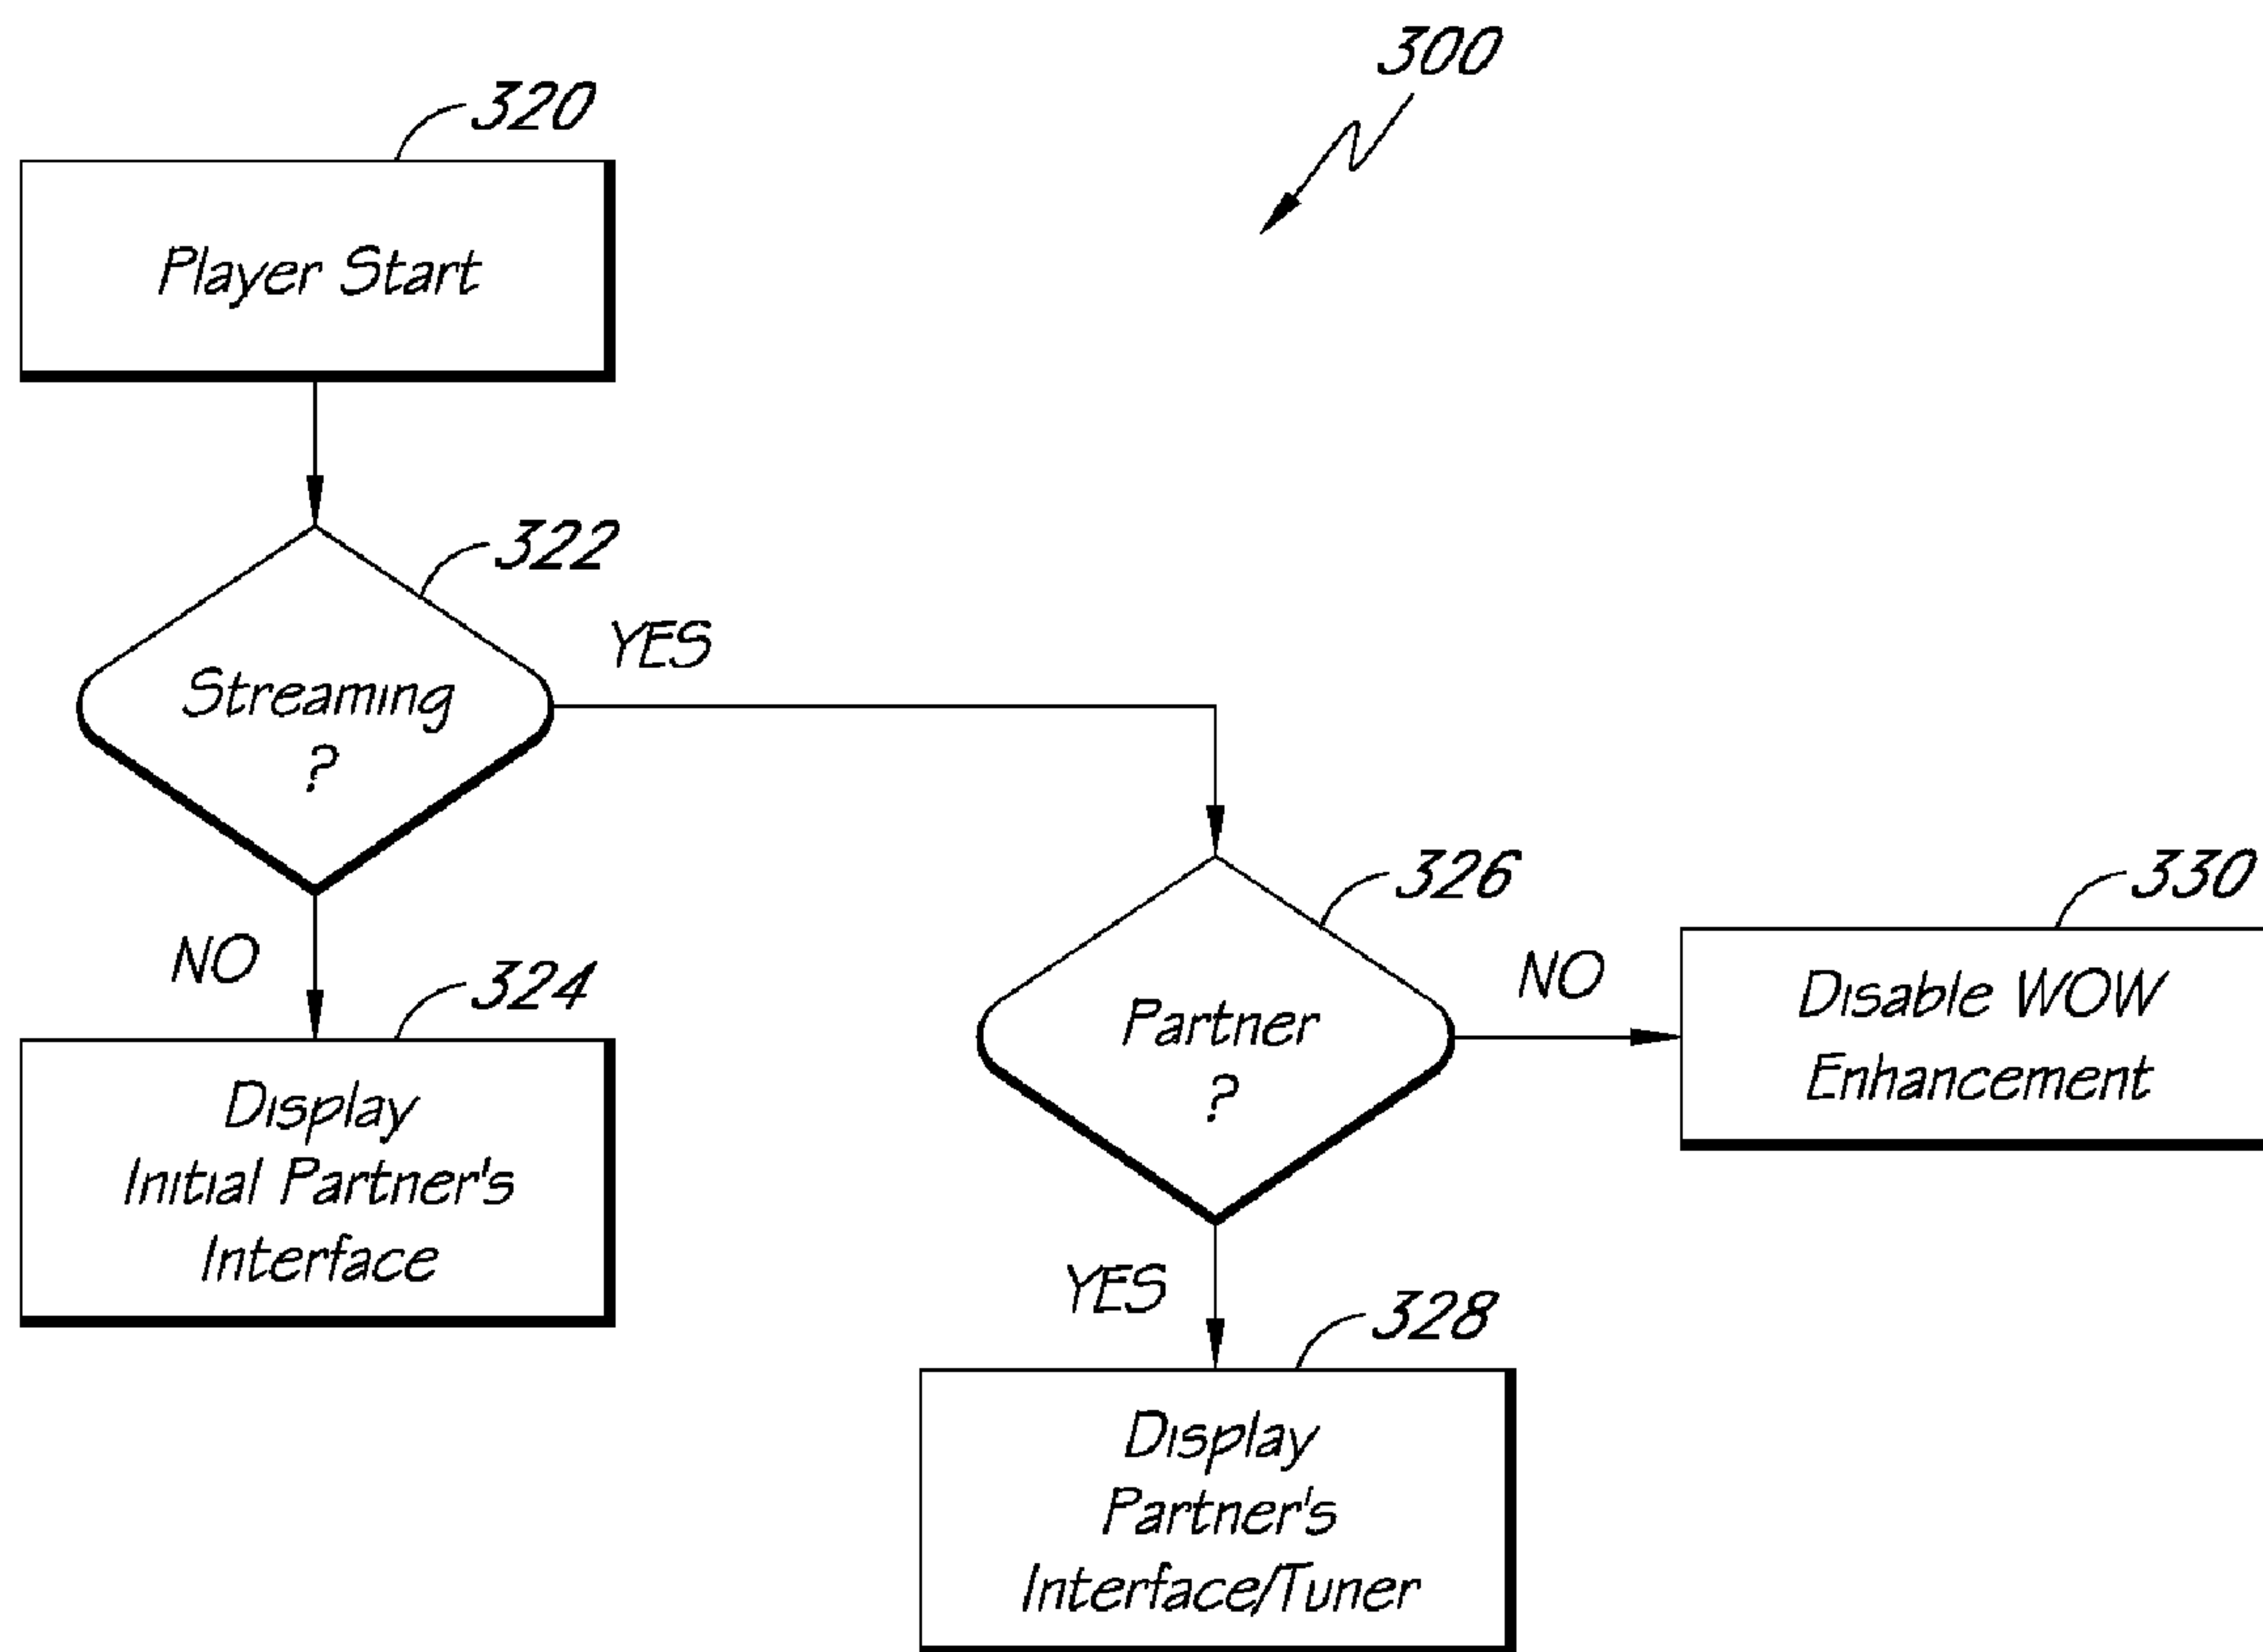 300
320
Player Start
322
Streaming
?
YES
NO
324
Display
Initial Partner's
Interface
326
Partner
?
NO
330
Disable WOW
Enhancement
YES
328
Display
Partner's
Interface/Tuner